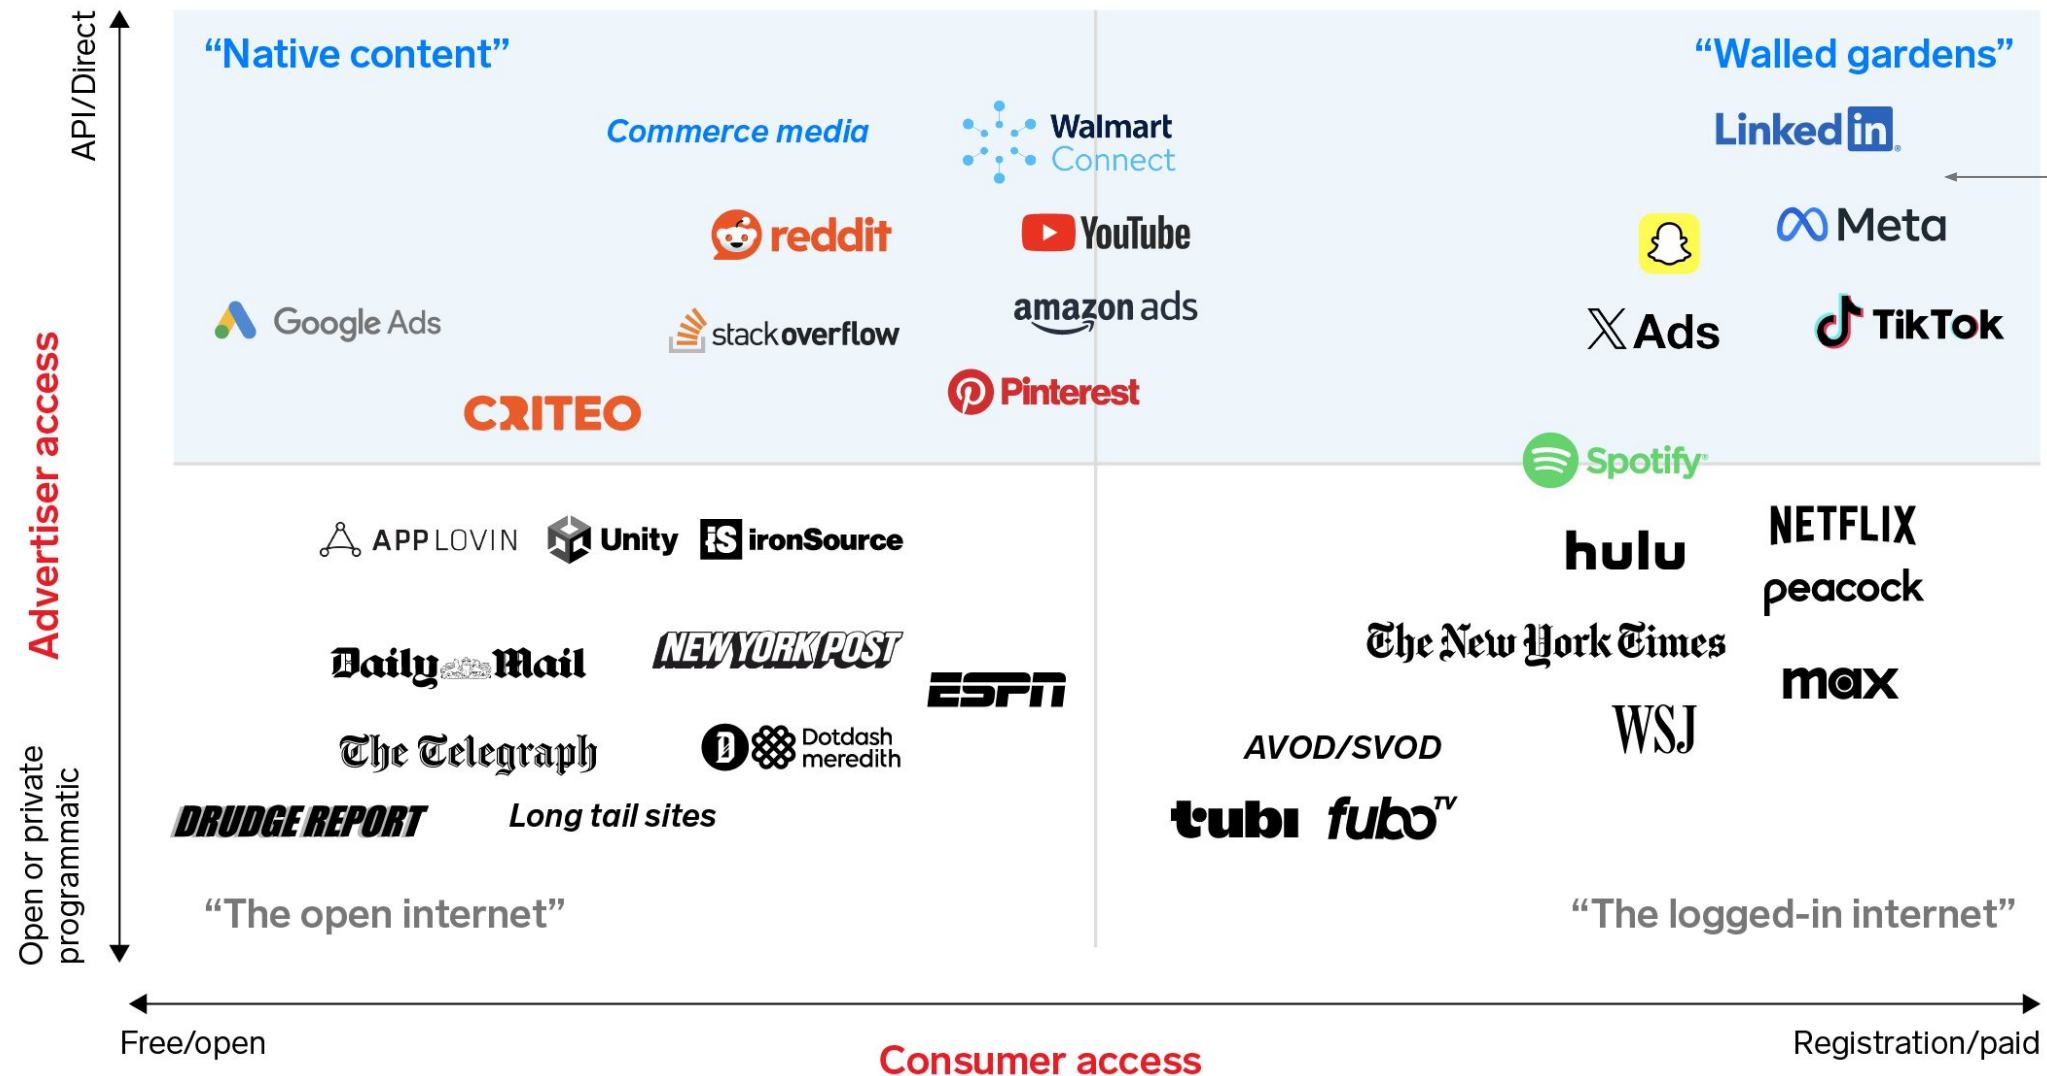 API/Direct
“Native content”
“Walled gardens”
Commerce media
Walmart
Connect
Linkedin
reddit
YouTube
Meta
Google Ads
stackoverflow
amazon ads
X Ads
TikTok
CRITEO
Pinterest
Spotify
Advertiser access
APPLOVIN
Unity
iS ironSource
hulu
NETFLIX
peacock
Daily Mail
NEW YORK POST
ESPN
The New York Times
max
The Telegraph
D Dotdash
meredith
AVOD/SVOD
WSJ
DRUDGE REPORT
Long tail sites
tubi
fubo TV
Open or private
programmatic
“The open internet”
“The logged-in internet”
Free/open
Consumer access
Registration/paid